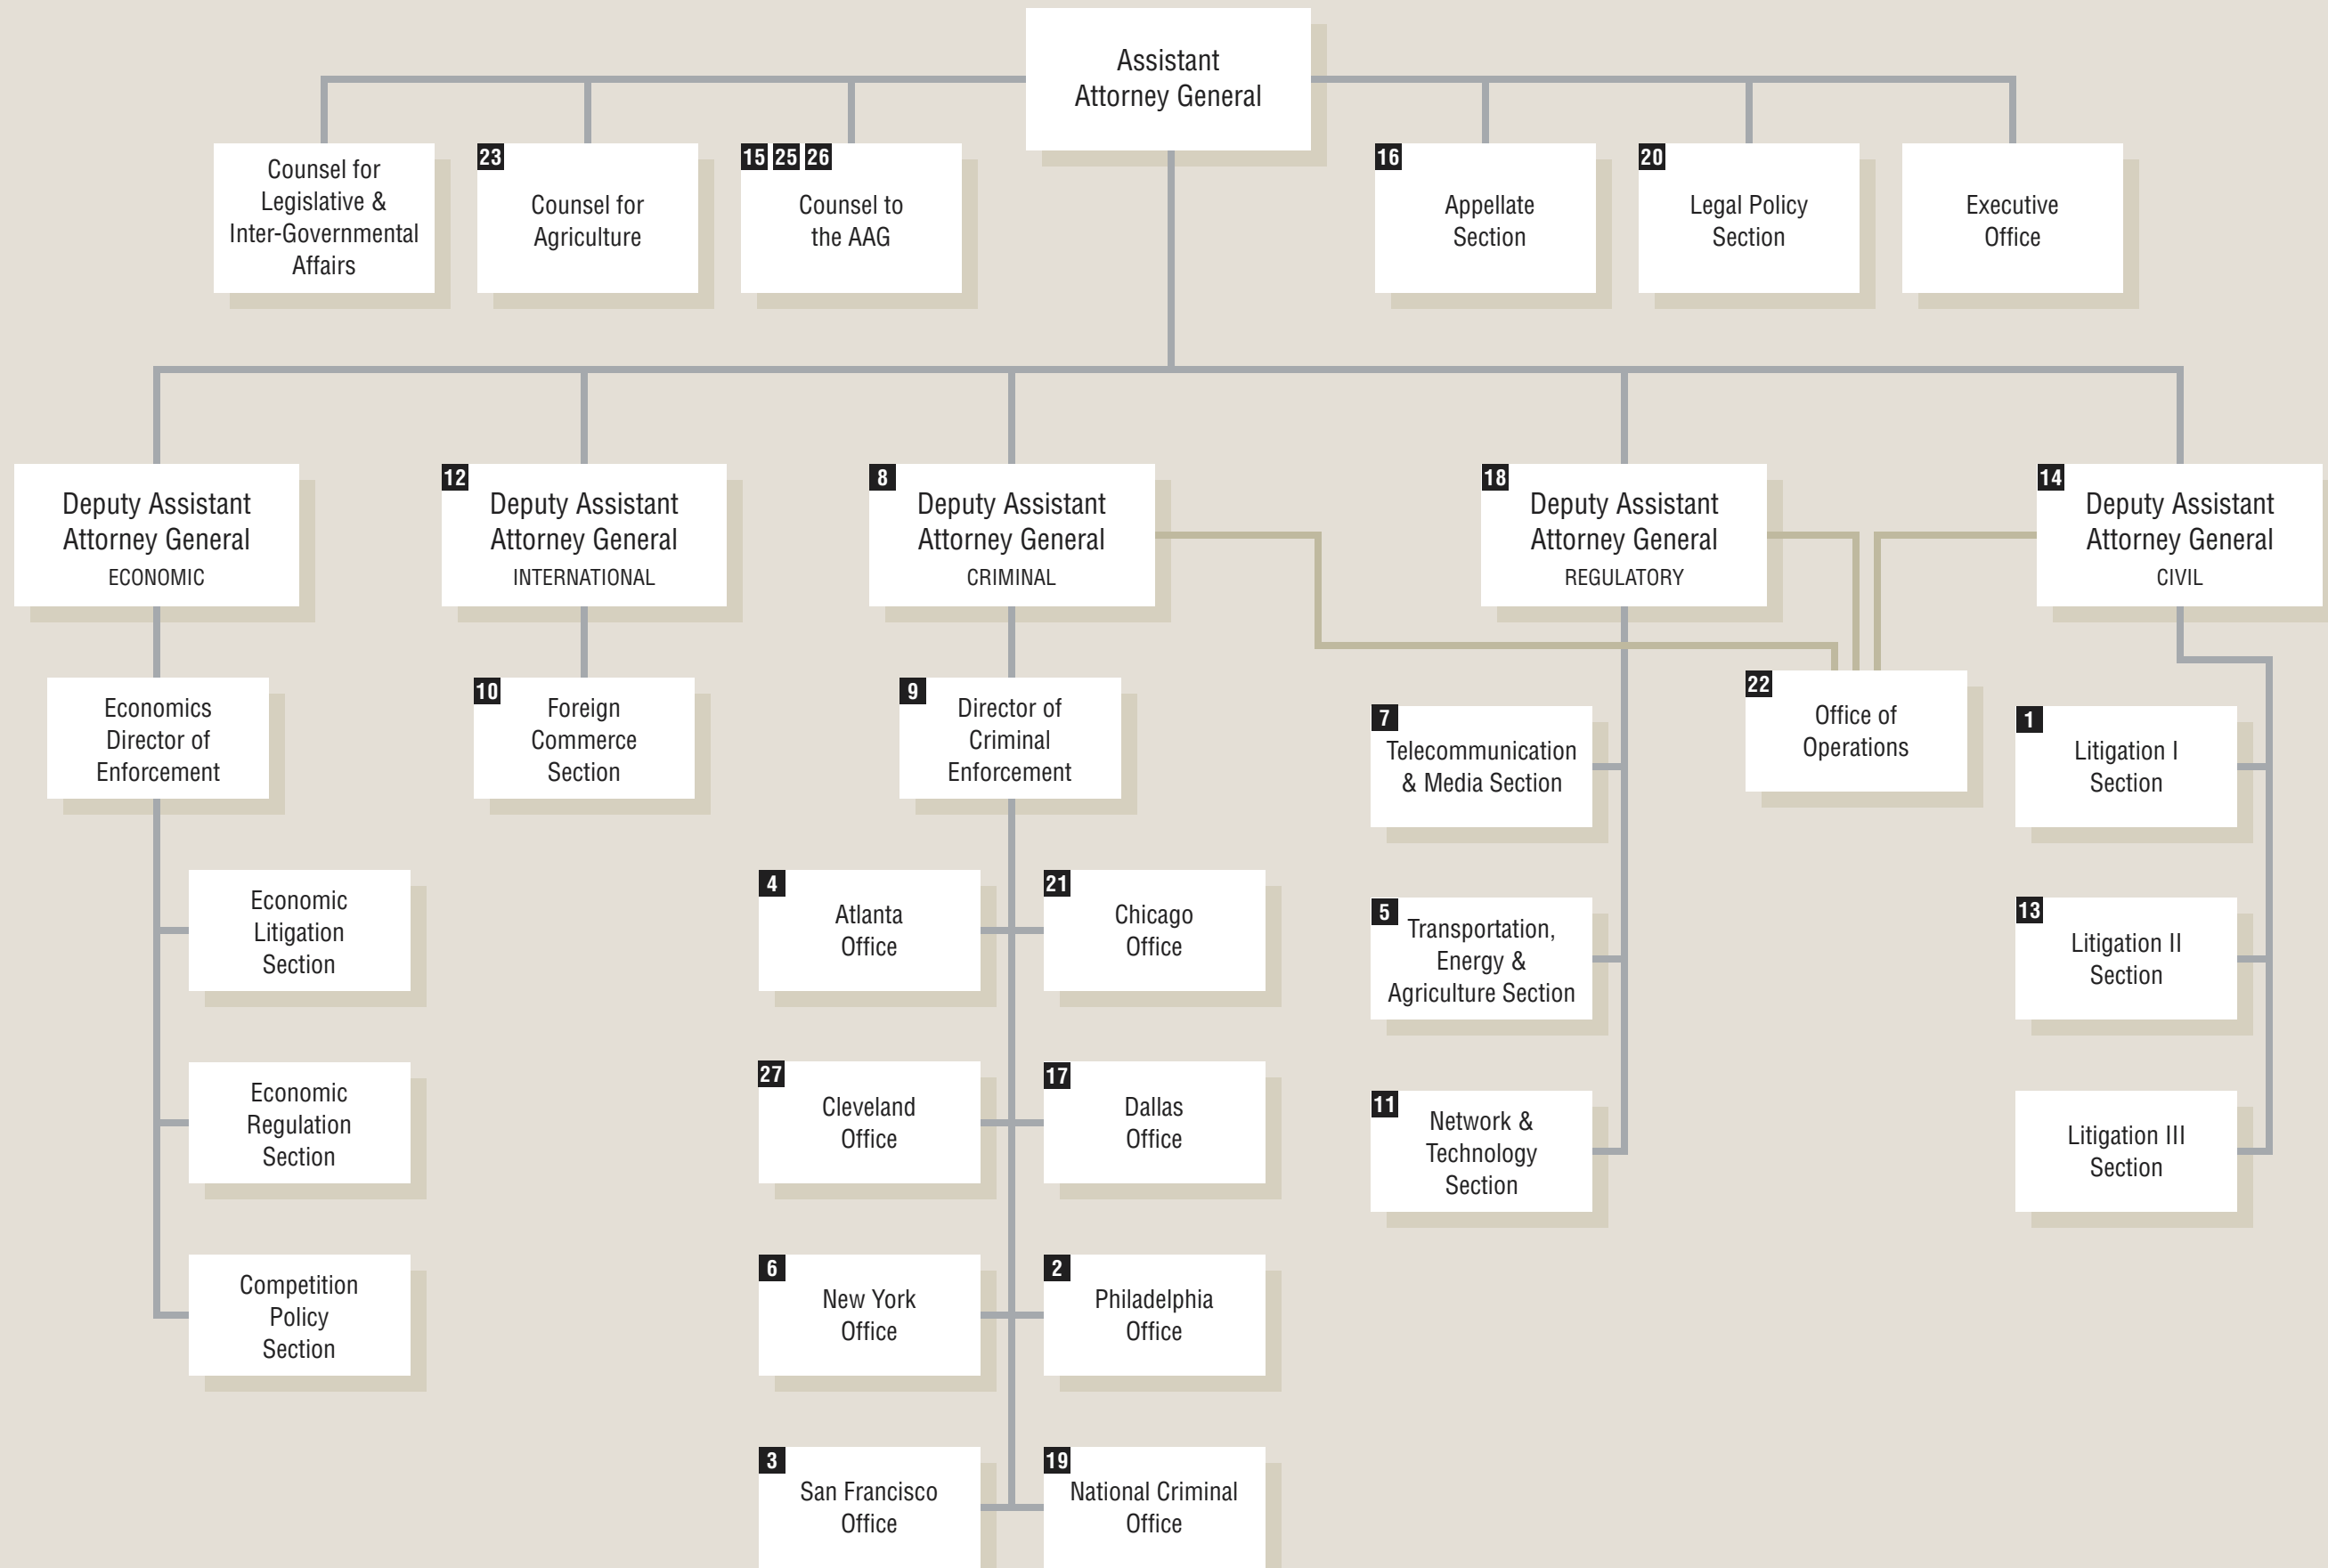 Assistant
Attorney General
Counsel for
Legislative &
Inter-Governmental
Affairs
23
Counsel for
Agriculture
15 25 26
Counsel to
the AAG
16
Appellate
Section
20
Legal Policy
Section
Executive
Office
Deputy Assistant
Attorney General
ECONOMIC
12
Deputy Assistant
Attorney General
INTERNATIONAL
8
Deputy Assistant
Attorney General
CRIMINAL
18
Deputy Assistant
Attorney General
REGULATORY
14
Deputy Assistant
Attorney General
CIVIL
Economics
Director of
Enforcement
10
Foreign
Commerce
Section
9
Director of
Criminal
Enforcement
7
Telecommunication
& Media Section
22
Office of
Operations
1
Litigation I
Section
Economic
Litigation
Section
4
Atlanta
Office
21
Chicago
Office
5
Transportation,
Energy &
Agriculture Section
13
Litigation II
Section
Economic
Regulation
Section
27
Cleveland
Office
17
Dallas
Office
11
Network &
Technology
Section
Litigation III
Section
Competition
Policy
Section
6
New York
Office
2
Philadelphia
Office
3
San Francisco
Office
19
National Criminal
Office